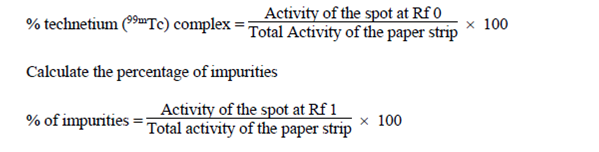 % technetium (⁹⁹ᵐTc) complex = Activity of the spot at Rf 0 / Total Activity of the paper strip × 100
Calculate the percentage of impurities
% of impurities = Activity of the spot at Rf 1 / Total activity of the paper strip × 100